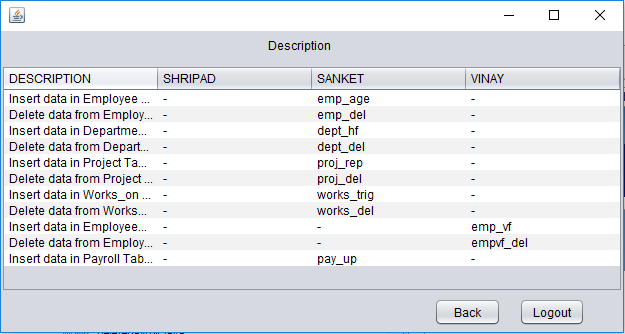 Description
DESCRIPTION SHRIPAD SANKET VINAY
Insert data in Employee ... - emp_age -
Delete data from Employ... - emp_del -
Insert data in Departme... - dept_hf -
Delete data from Depart... - dept_del -
Insert data in Project Ta... - proj_rep -
Delete data from Project ... - proj_del -
Insert data in Works_on ... - works_trig -
Delete data from Works... - works_del -
Insert data in Employee... - - emp_vf
Delete data from Employ... - - empvf_del
Insert data in Payroll Tab... - pay_up -
Back Logout